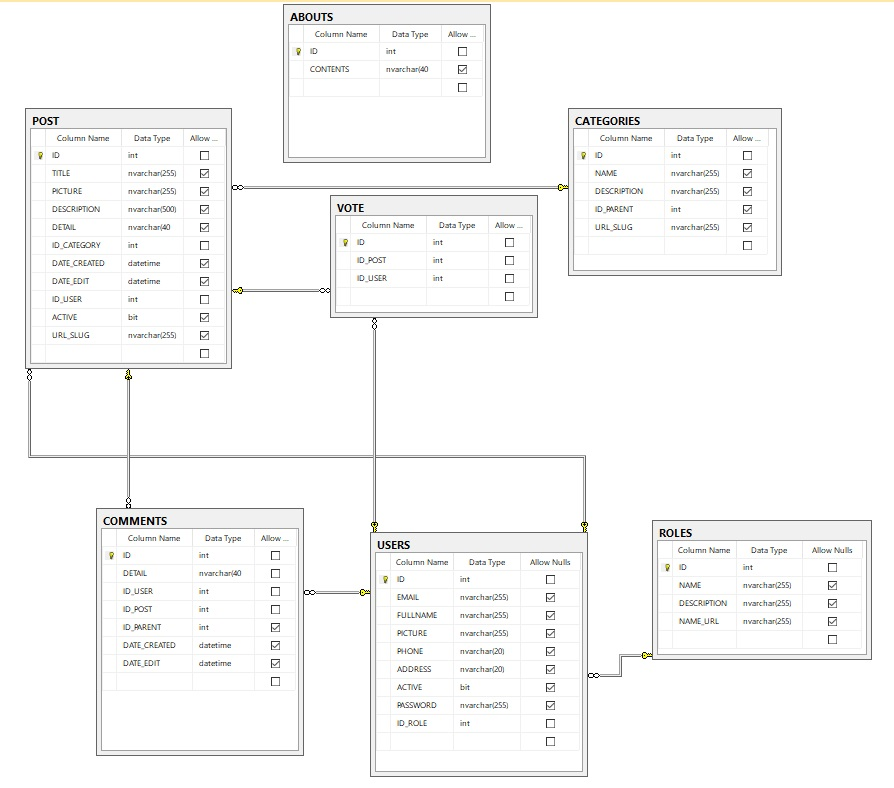 ABOUTS
Column Name Data Type Allow ...
ID int
CONTENTS nvarchar(40
POST
Column Name Data Type Allow ...
ID int
TITLE nvarchar(255)
PICTURE nvarchar(255)
DESCRIPTION nvarchar(500)
DETAIL nvarchar(40
ID_CATEGORY int
DATE_CREATED datetime
DATE_EDIT datetime
ID_USER int
ACTIVE bit
URL_SLUG nvarchar(255)
CATEGORIES
Column Name Data Type Allow ...
ID int
NAME nvarchar(255)
DESCRIPTION nvarchar(255)
ID_PARENT int
URL_SLUG nvarchar(255)
VOTE
Column Name Data Type Allow ...
ID int
ID_POST int
ID_USER int
COMMENTS
Column Name Data Type Allow ...
ID int
DETAIL nvarchar(40
ID_USER int
ID_POST int
ID_PARENT int
DATE_CREATED datetime
DATE_EDIT datetime
USERS
Column Name Data Type Allow Nulls
ID int
EMAIL nvarchar(255)
FULLNAME nvarchar(255)
PICTURE nvarchar(255)
PHONE nvarchar(20)
ADDRESS nvarchar(20)
ACTIVE bit
PASSWORD nvarchar(255)
ID_ROLE int
ROLES
Column Name Data Type Allow Nulls
ID int
NAME nvarchar(255)
DESCRIPTION nvarchar(255)
NAME_URL nvarchar(255)